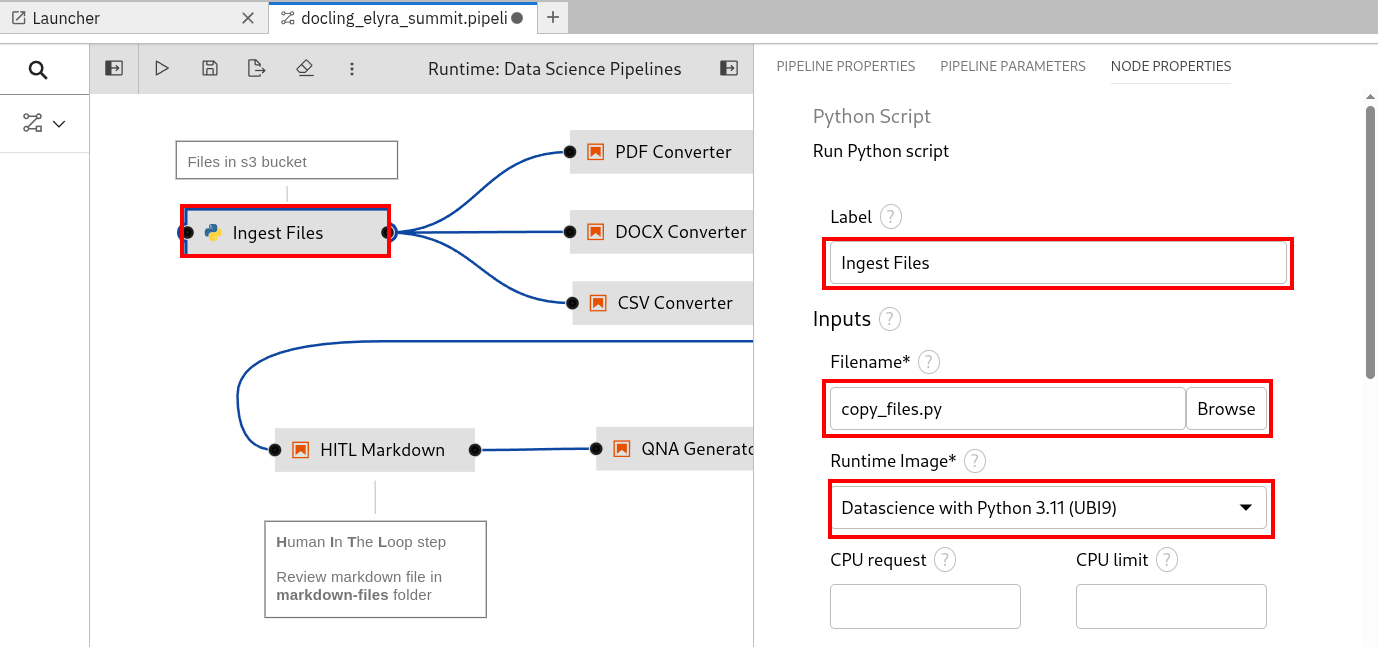 Launcher
docling_elyra_summit.pipeli
Runtime: Data Science Pipelines
PIPELINE PROPERTIES
PIPELINE PARAMETERS
NODE PROPERTIES
Files in s3 bucket
Ingest Files
PDF Converter
DOCX Converter
CSV Converter
HITL Markdown
QNA Generato
Human In The Loop step
Review markdown file in
markdown-files folder
Python Script
Run Python script
Label ?
Ingest Files
Inputs ?
Filename* ?
copy_files.py
Browse
Runtime Image* ?
Datascience with Python 3.11 (UBI9)
CPU request ?
CPU limit ?